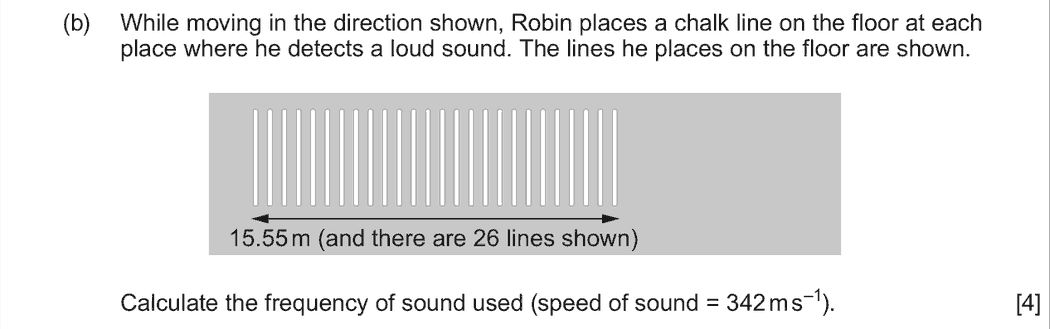 (b) While moving in the direction shown, Robin places a chalk line on the floor at each
place where he detects a loud sound. The lines he places on the floor are shown.
15.55 m (and there are 26 lines shown)
Calculate the frequency of sound used (speed of sound = 342 m s⁻¹). [4]